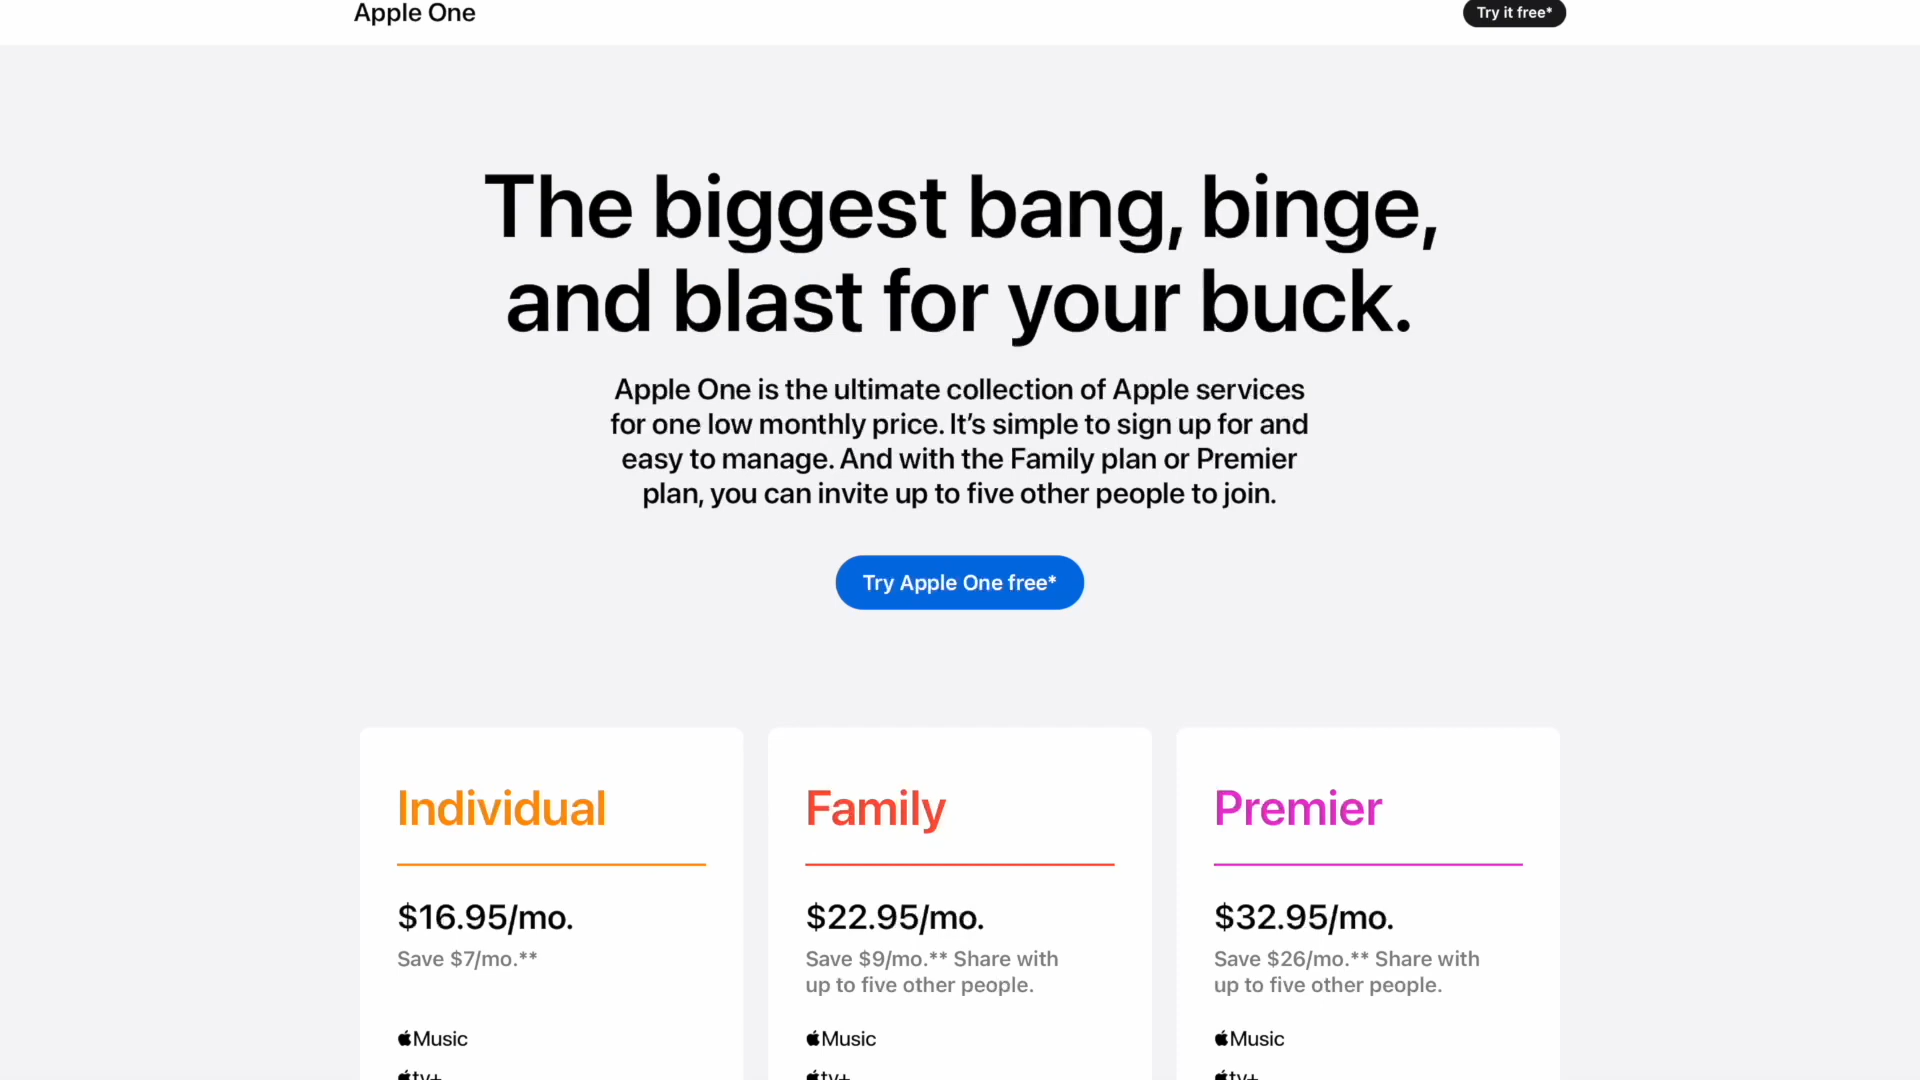 Apple One
Try it free*
The biggest bang, binge,
and blast for your buck.
Apple One is the ultimate collection of Apple services
for one low monthly price. It’s simple to sign up for and
easy to manage. And with the Family plan or Premier
plan, you can invite up to five other people to join.
Try Apple One free*
Individual
$16.95/mo.
Save $7/mo.**
Music
tv+
Family
$22.95/mo.
Save $9/mo.** Share with
up to five other people.
Music
tv+
Premier
$32.95/mo.
Save $26/mo.** Share with
up to five other people.
Music
tv+